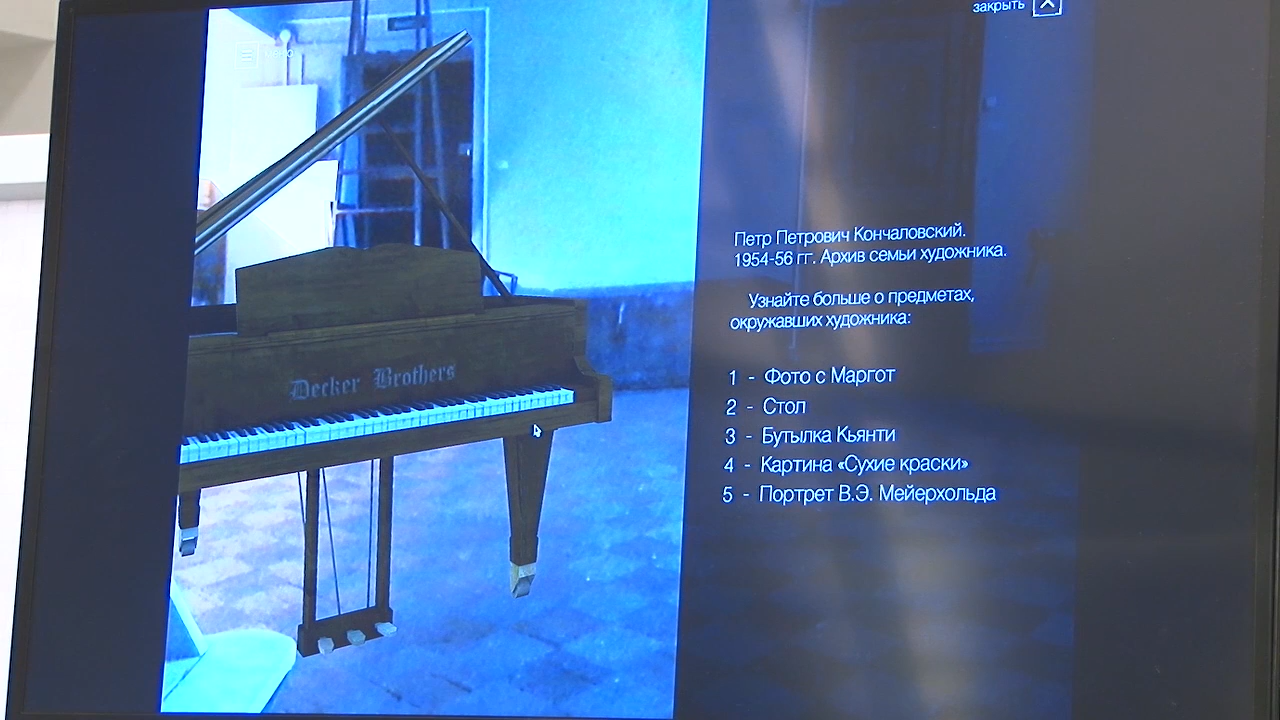 закрыть
Decker Brothers
Петр Петрович Кончаловский.
1954-56 гг. Архив семьи художника.
Узнайте больше о предметах,
окружавших художника:
1 - Фото с Маргот
2 - Стол
3 - Бутылка Кьянти
4 - Картина «Сухие краски»
5 - Портрет В.Э. Мейерхольда